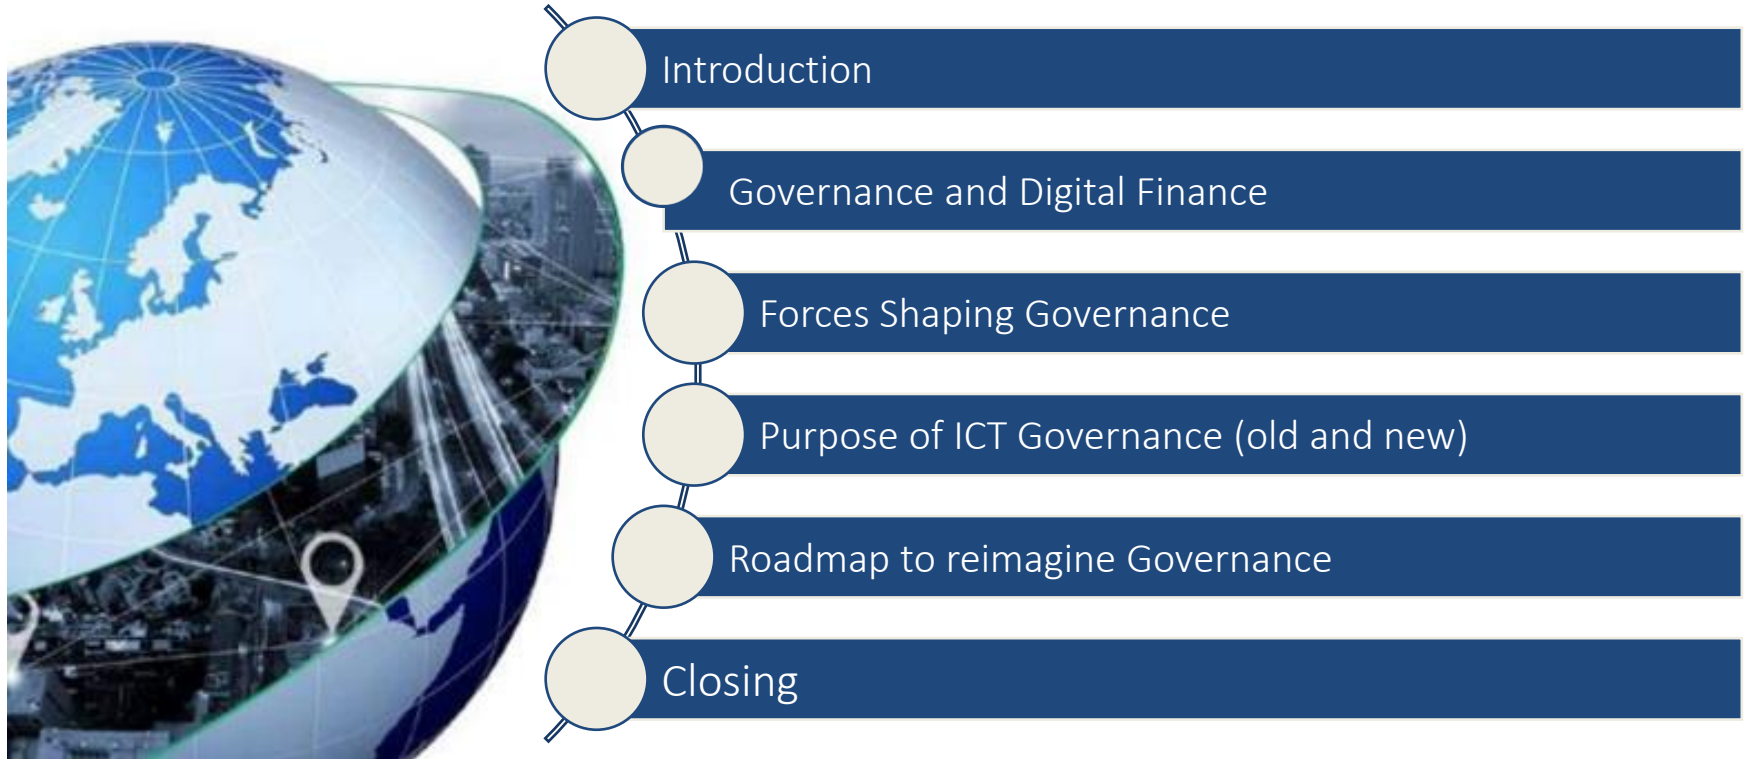 Introduction
Governance and Digital Finance
Forces Shaping Governance
Purpose of ICT Governance (old and new)
Roadmap to reimagine Governance
Closing